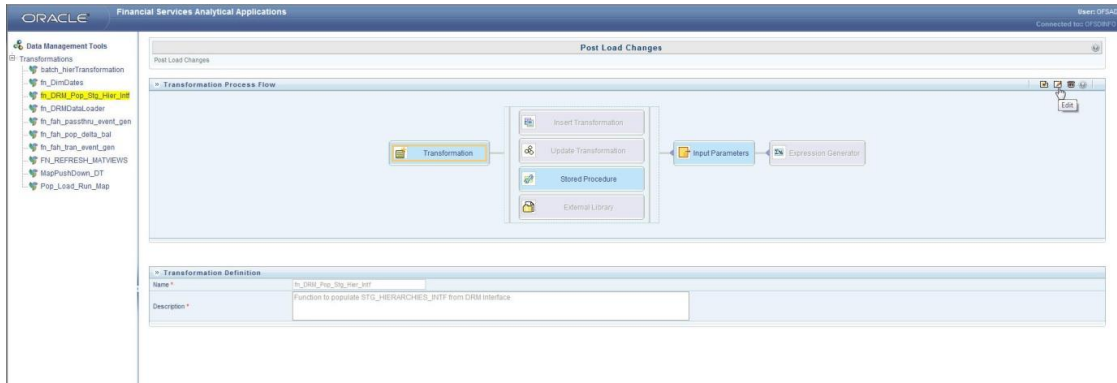 ORACLE Financial Services Analytical Applications
User: OFSAD
Connected to: OFSDINFO
Data Management Tools
Transformations
batch_hierTransformation
fn_DimDates
fn_DRM_Pop_Stg_Hier_Intf
fn_DRMDataLoader
fn_fah_passthru_event_gen
fn_fah_pop_delta_bal
fn_fah_tran_event_gen
FN_REFRESH_MATVIEWS
MapPushDown_DT
Pop_Load_Run_Map
Post Load Changes
Post Load Changes
» Transformation Process Flow
Edit
Transformation
Insert Transformation
Update Transformation
Stored Procedure
External Library
Input Parameters
Expression Generator
» Transformation Definition
Name *
fn_DRM_Pop_Stg_Hier_Intf
Description *
Function to populate STG_HIERARCHIES_INTF from DRM Interface